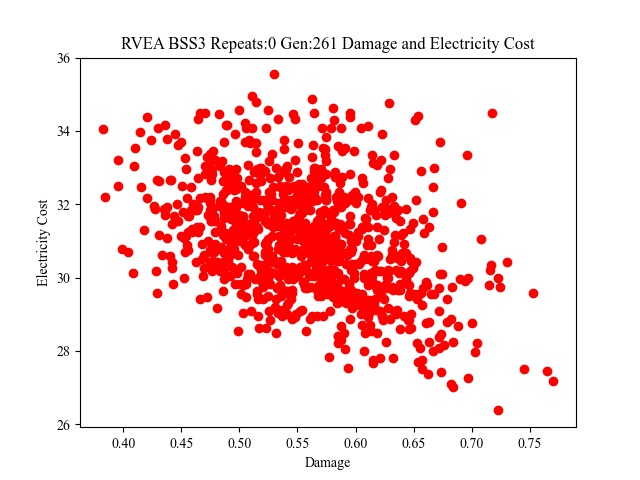 RVEA BSS3 Repeats:0 Gen:261 Damage and Electricity Cost
36
34
32
30
28
26
Electricity Cost
0.40 0.45 0.50 0.55 0.60 0.65 0.70 0.75
Damage